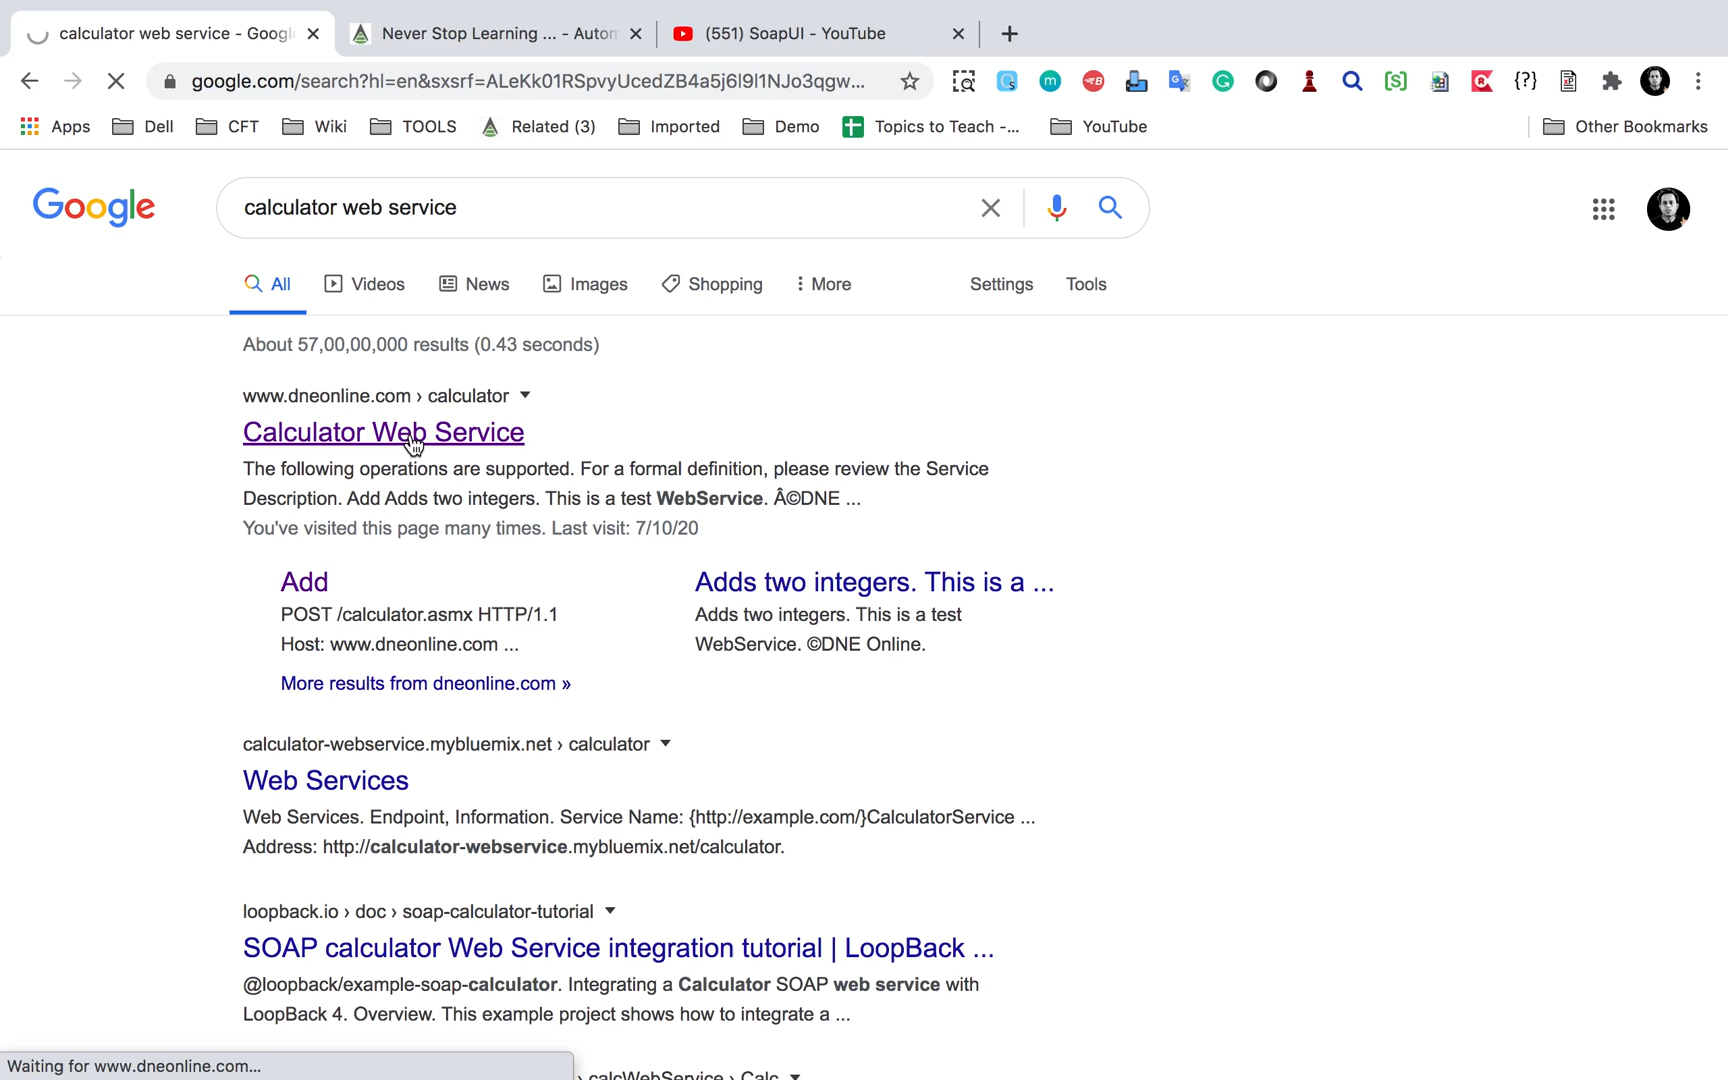 calculator web service - Googl
Never Stop Learning ... - Autom
(551) SoapUI - YouTube
google.com/search?hl=en&sxsrf=ALeKk01RSpvyUcedZB4a5j6l9l1NJo3qgw...
Apps
Dell
CFT
Wiki
TOOLS
Related (3)
Imported
Demo
Topics to Teach -...
YouTube
Other Bookmarks
Google
calculator web service
All
Videos
News
Images
Shopping
More
Settings
Tools
About 57,00,00,000 results (0.43 seconds)
www.dneonline.com › calculator
Calculator Web Service
The following operations are supported. For a formal definition, please review the Service
Description. Add Adds two integers. This is a test WebService. Â©DNE ...
You've visited this page many times. Last visit: 7/10/20
Add
POST /calculator.asmx HTTP/1.1
Host: www.dneonline.com ...
Adds two integers. This is a ...
Adds two integers. This is a test
WebService. ©DNE Online.
More results from dneonline.com »
calculator-webservice.mybluemix.net › calculator
Web Services
Web Services. Endpoint, Information. Service Name: {http://example.com/}CalculatorService ...
Address: http://calculator-webservice.mybluemix.net/calculator.
loopback.io › doc › soap-calculator-tutorial
SOAP calculator Web Service integration tutorial | LoopBack ...
@loopback/example-soap-calculator. Integrating a Calculator SOAP web service with
LoopBack 4. Overview. This example project shows how to integrate a ...
Waiting for www.dneonline.com...
› calcWebService › Calc